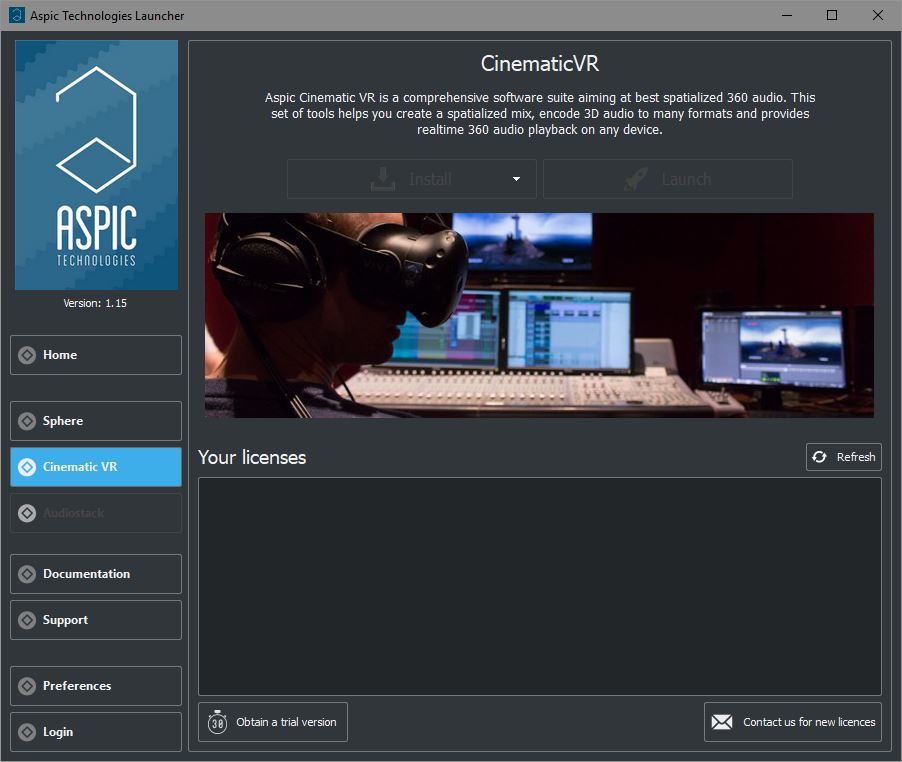 Aspic Technologies Launcher
ASPIC
TECHNOLOGIES
Version: 1.15
Home
Sphere
Cinematic VR
Audiostack
Documentation
Support
Preferences
Login
CinematicVR
Aspic Cinematic VR is a comprehensive software suite aiming at best spatialized 360 audio. This
set of tools helps you create a spatialized mix, encode 3D audio to many formats and provides
realtime 360 audio playback on any device.
Install
Launch
VIVE
Your licenses
Refresh
30
Obtain a trial version
Contact us for new licences